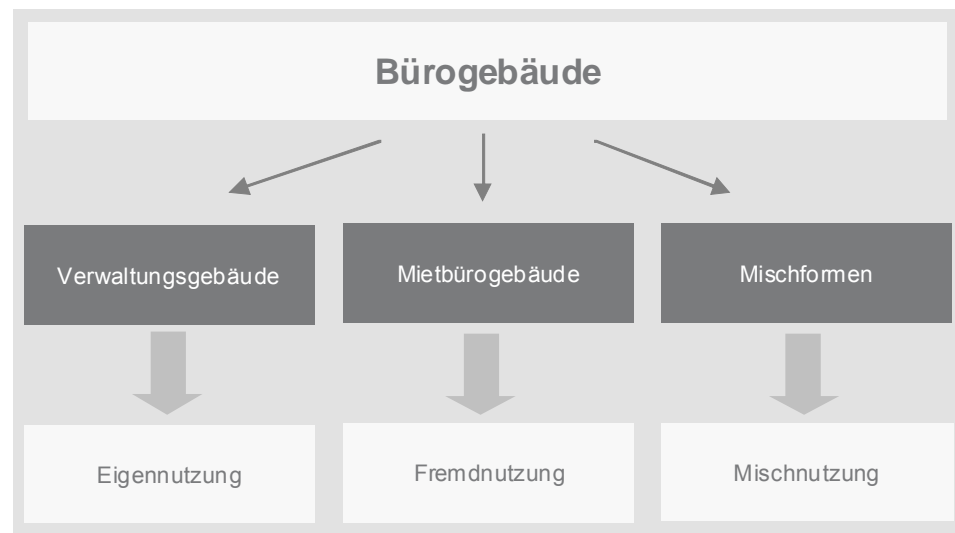 Bürogebäude
Verwaltungsgebäude
Mietbürogebäude
Mischformen
Eigennutzung
Fremdnutzung
Mischnutzung